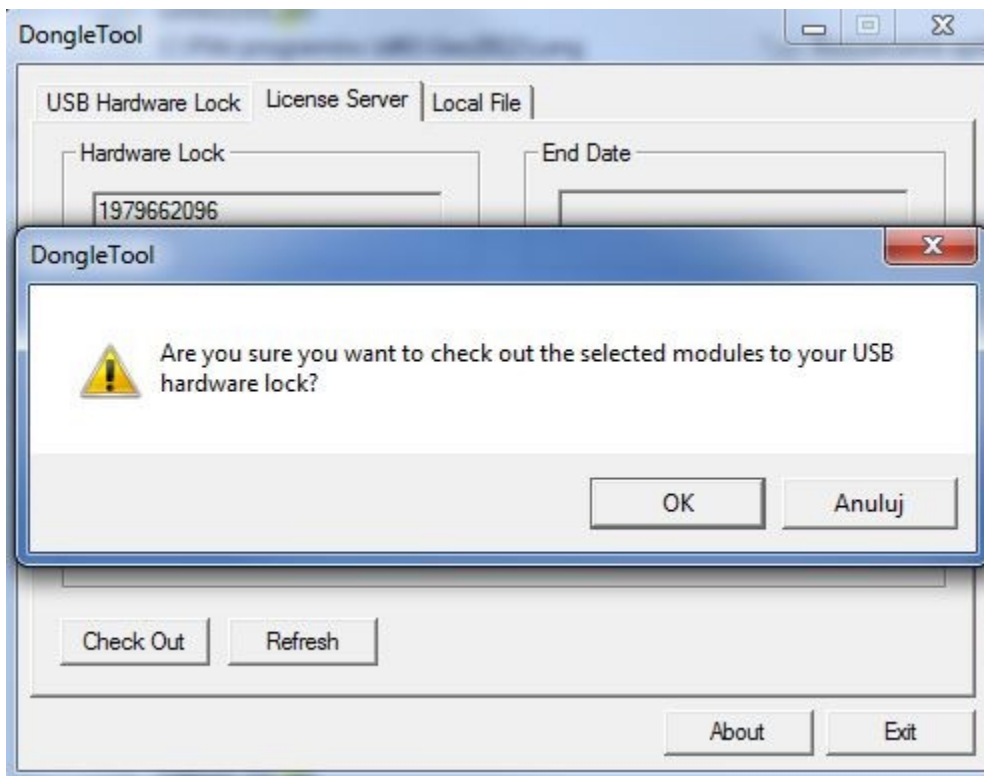 DongleTool
USB Hardware Lock License Server Local File
Hardware Lock End Date
1979662096
DongleTool
Are you sure you want to check out the selected modules to your USB
hardware lock?
OK Anuluj
Check Out Refresh
About Exit